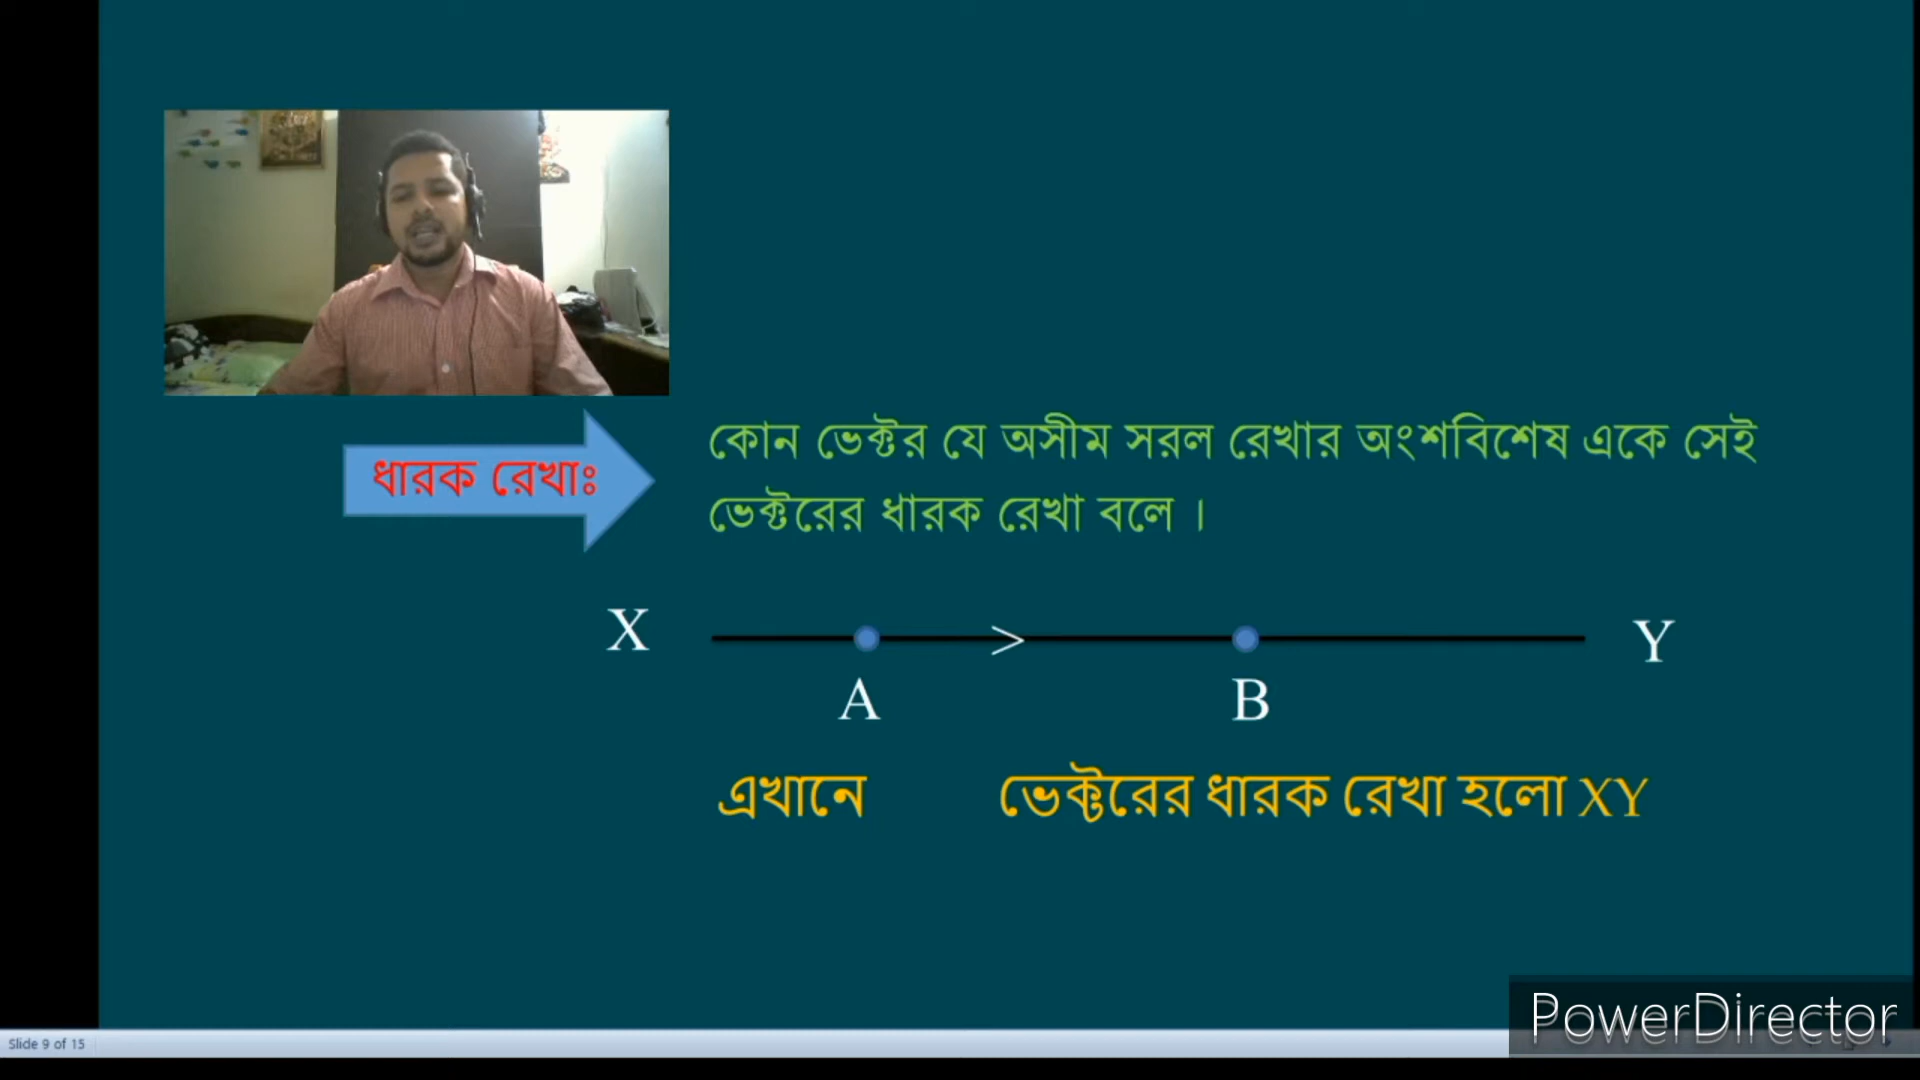 ধারক রেখাঃ
কোন ভেক্টর যে অসীম সরল রেখার অংশবিশেষ একে সেই
ভেক্টরের ধারক রেখা বলে ।
X > Y
A B
এখানে ভেক্টরের ধারক রেখা হলো XY
PowerDirector
Slide 9 of 15